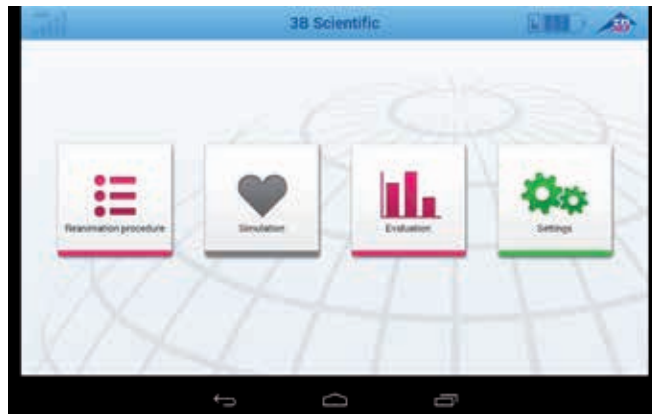 3B Scientific
Reanimation procedure
Simulation
Evaluation
Settings